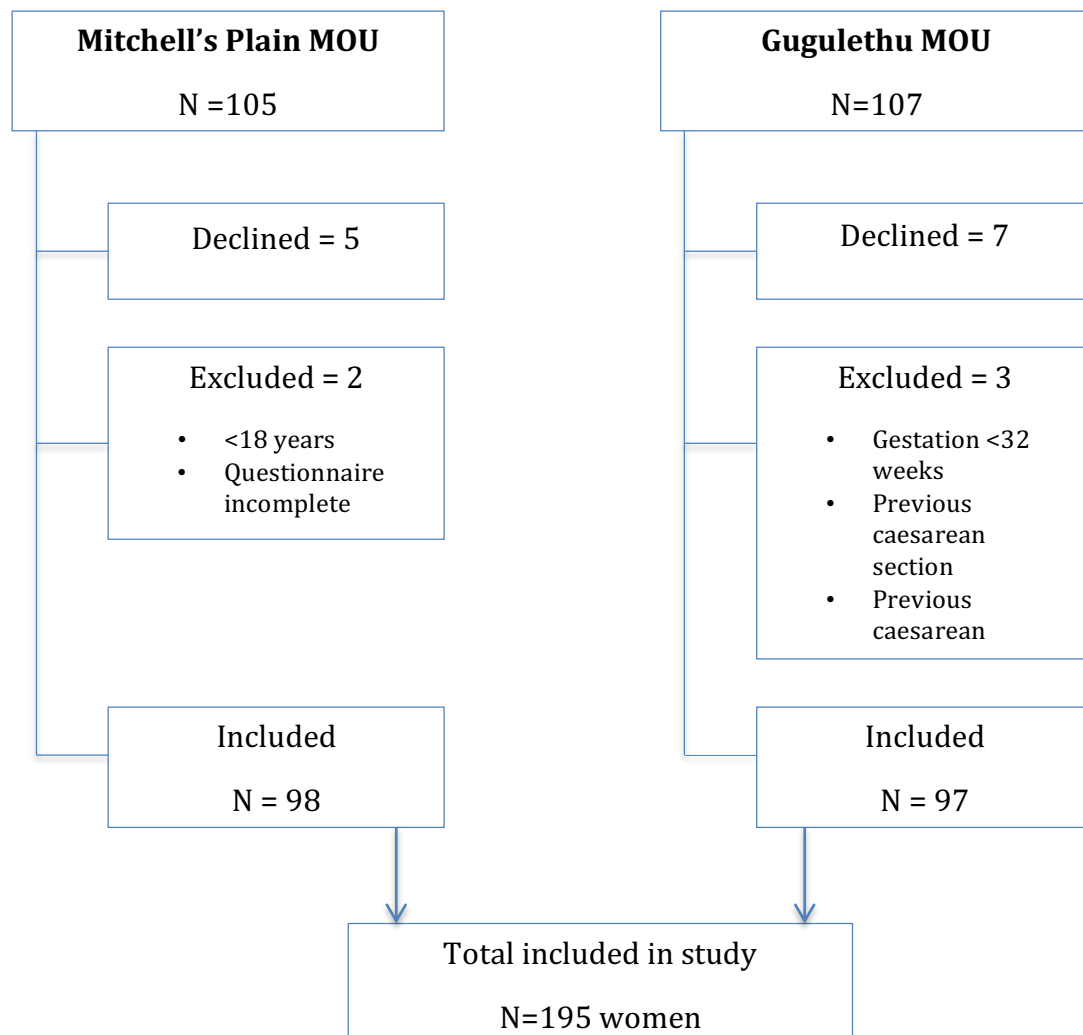 Mitchell’s Plain MOU
N =105
Declined = 5
Excluded = 2
• <18 years
• Questionnaire
incomplete
Included
N = 98
Gugulethu MOU
N=107
Declined = 7
Excluded = 3
• Gestation <32
weeks
• Previous
caesarean
section
• Previous
caesarean
Included
N = 97
Total included in study
N=195 women